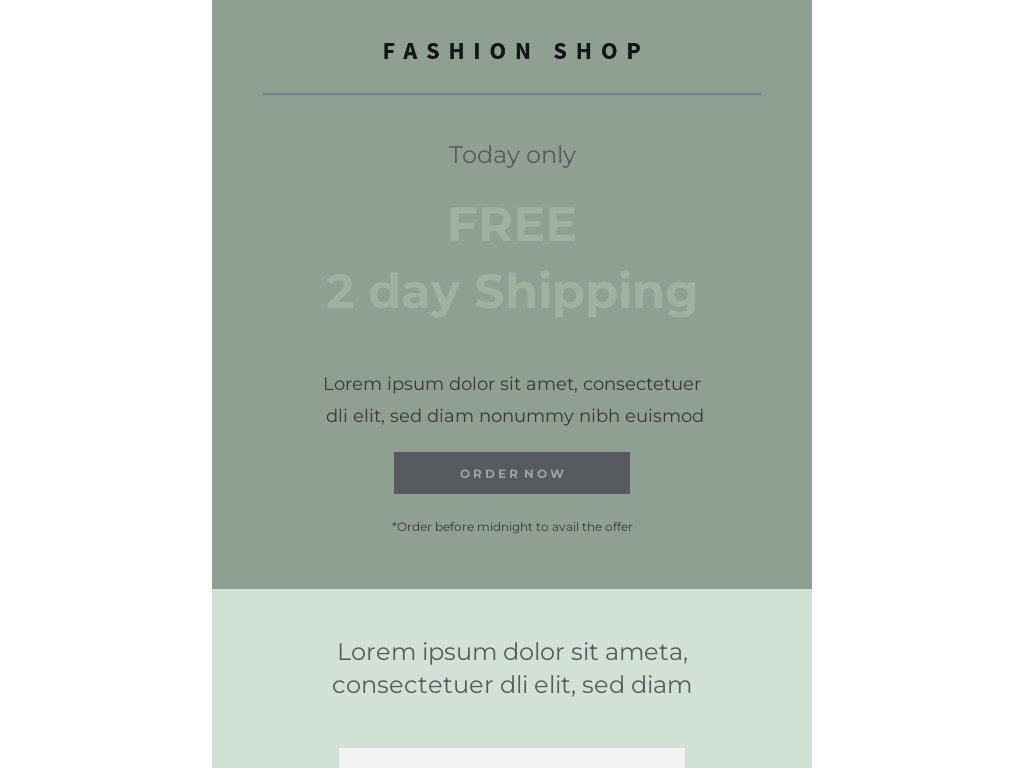 FASHION SHOP
Today only
FREE
2 day Shipping
Lorem ipsum dolor sit amet, consectetuer
dli elit, sed diam nonummy nibh euismod
ORDER NOW
*Order before midnight to avail the offer
Lorem ipsum dolor sit ameta,
consectetuer dli elit, sed diam